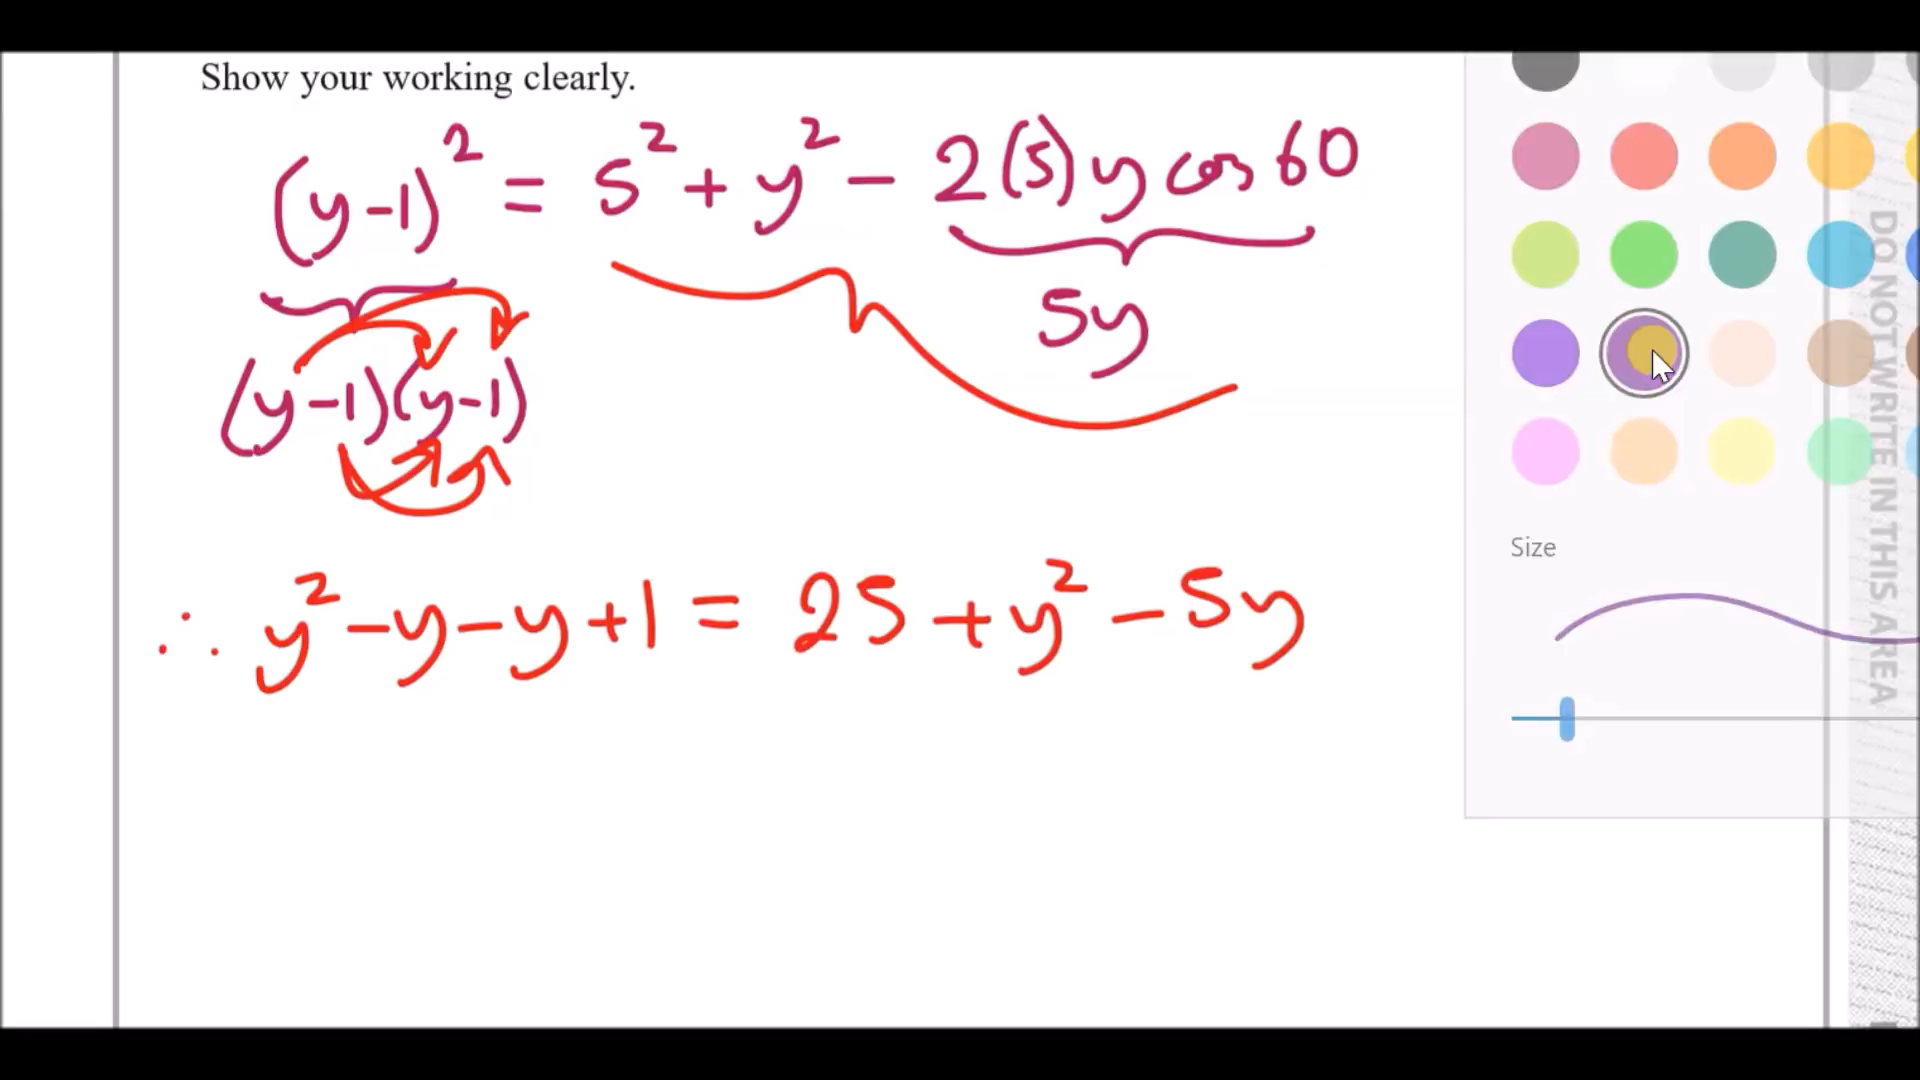 Show your working clearly.
(y-1)² = 5² + y² - 2(5)y cos 60
5y
(y-1)(y-1)
∴ y² - y - y + 1 = 25 + y² - 5y
Size
DO NOT WRITE IN THIS AREA